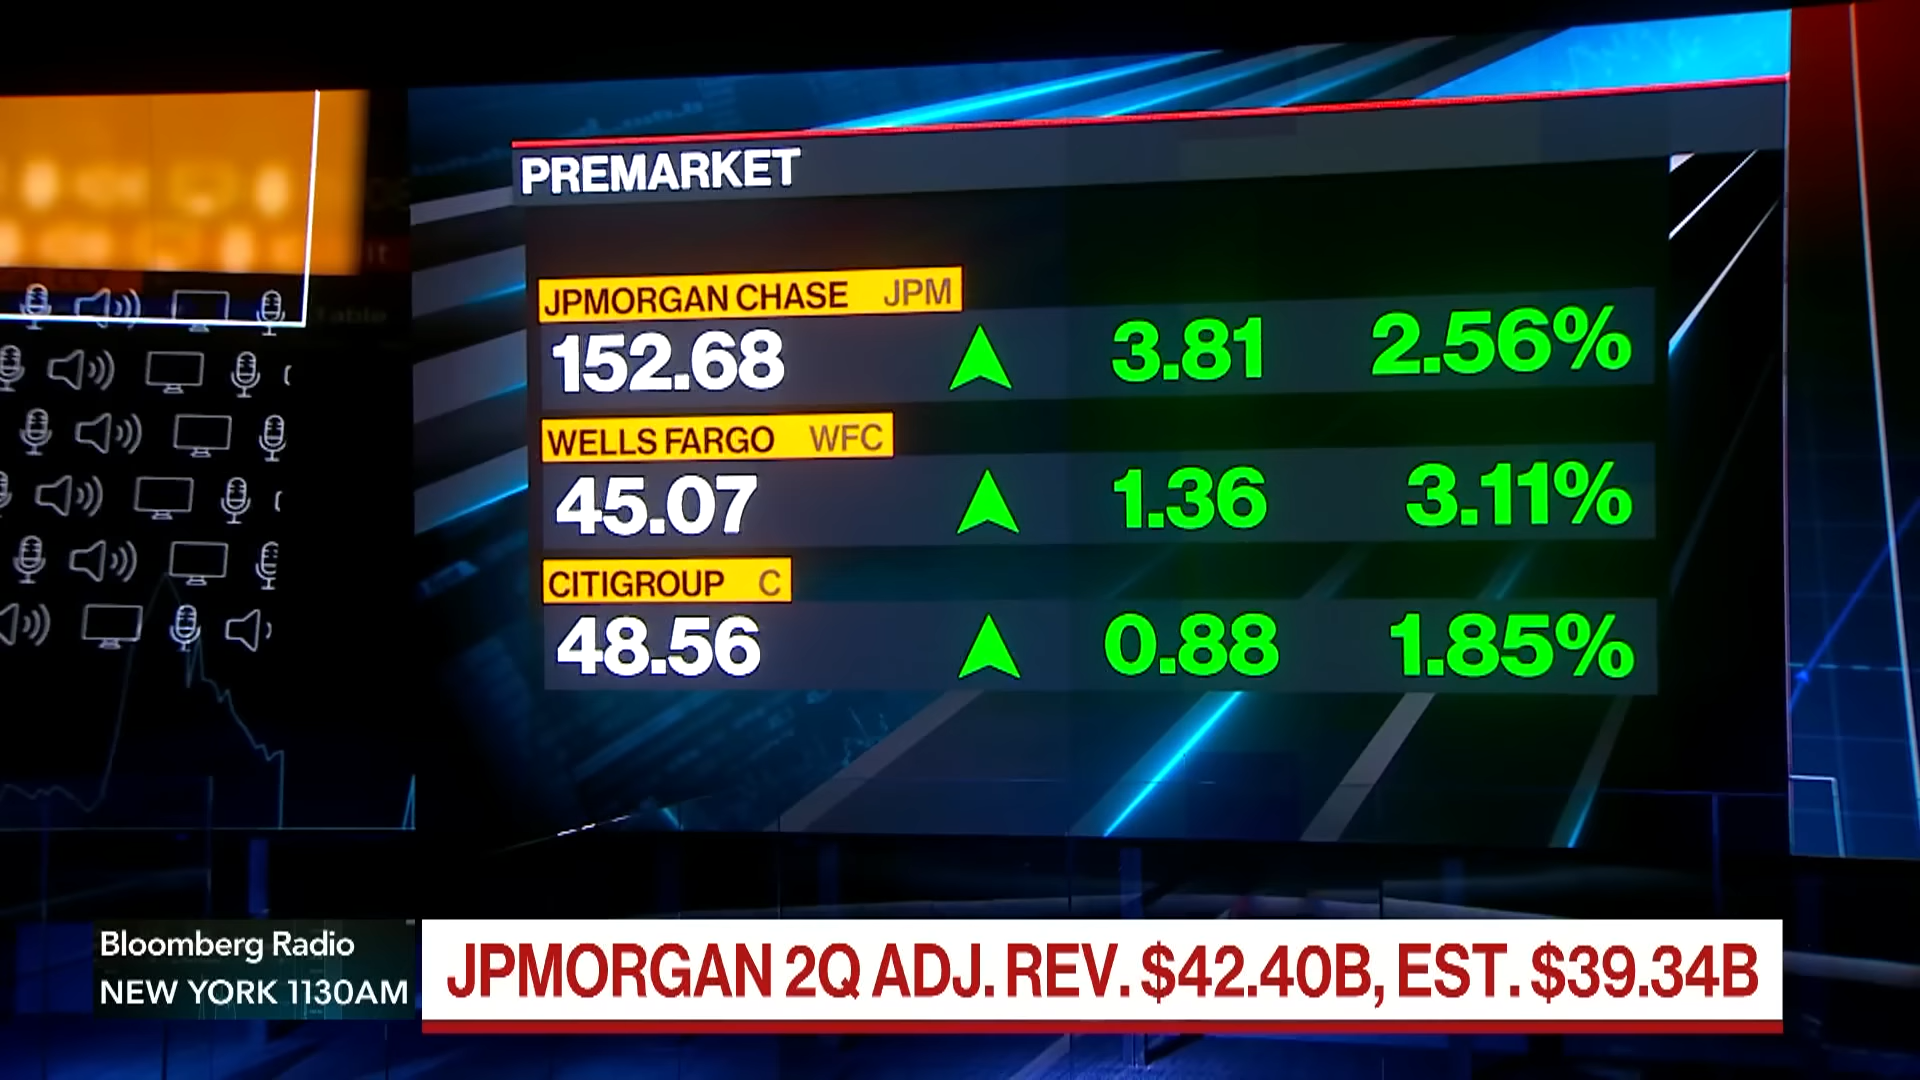 PREMARKET
JPMORGAN CHASE JPM
152.68 3.81 2.56%
WELLS FARGO WFC
45.07 1.36 3.11%
CITIGROUP C
48.56 0.88 1.85%
Bloomberg Radio
NEW YORK 1130AM
JPMORGAN 2Q ADJ. REV. $42.40B, EST. $39.34B